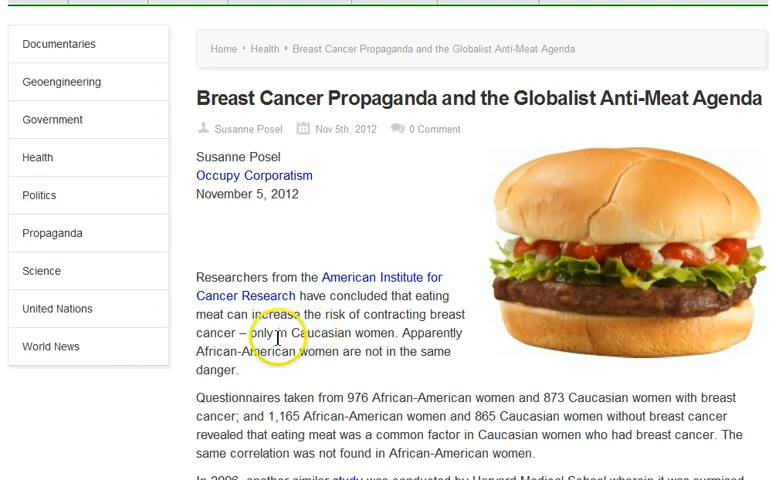 Documentaries
Geoengineering
Government
Health
Politics
Propaganda
Science
United Nations
World News
Home • Health • Breast Cancer Propaganda and the Globalist Anti-Meat Agenda
Breast Cancer Propaganda and the Globalist Anti-Meat Agenda
Susanne Posel Nov 5th, 2012 0 Comment
Susanne Posel
Occupy Corporatism
November 5, 2012
Researchers from the American Institute for
Cancer Research have concluded that eating
meat can increase the risk of contracting breast
cancer – only in Caucasian women. Apparently
African-American women are not in the same
danger.
Questionnaires taken from 976 African-American women and 873 Caucasian women with breast
cancer; and 1,165 African-American women and 865 Caucasian women without breast cancer
revealed that eating meat was a common factor in Caucasian women who had breast cancer. The
same correlation was not found in African-American women.
In 2006, another similar study was conducted by Harvard Medical School wherein it was surmised